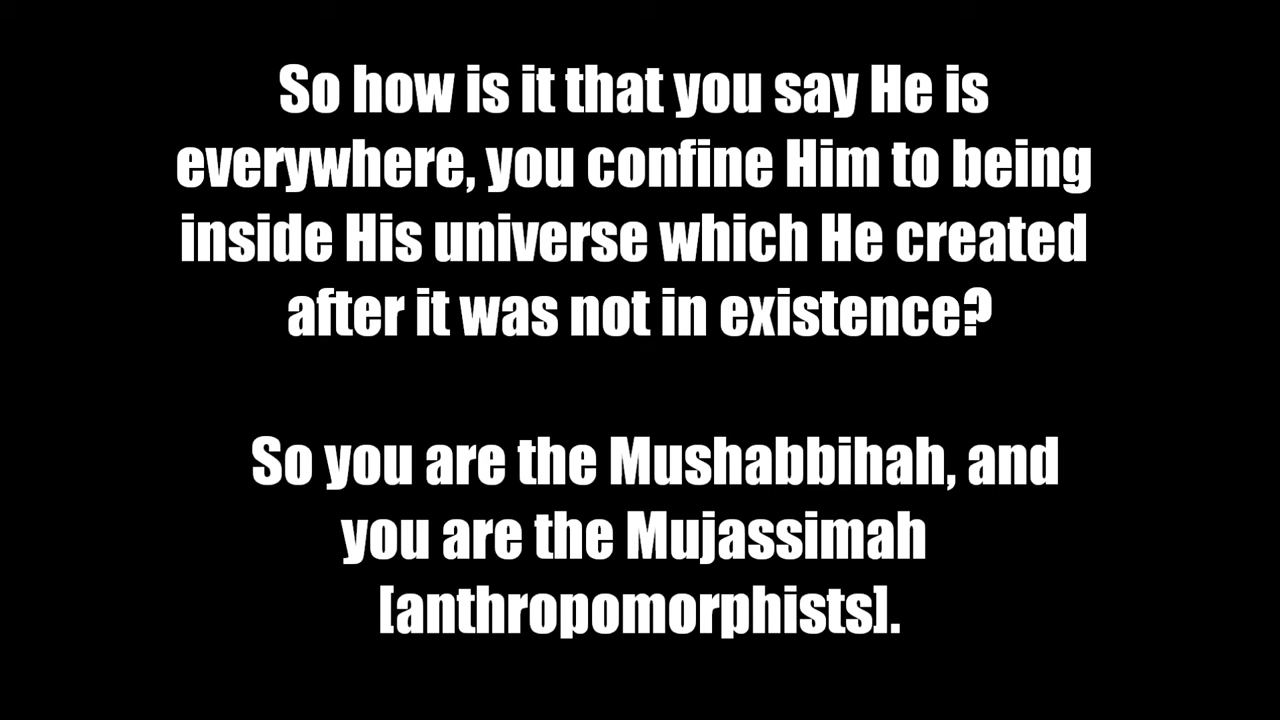 So how is it that you say He is
everywhere, you confine Him to being
inside His universe which He created
after it was not in existence?
So you are the Mushabbihah, and
you are the Mujassimah
[anthropomorphists].